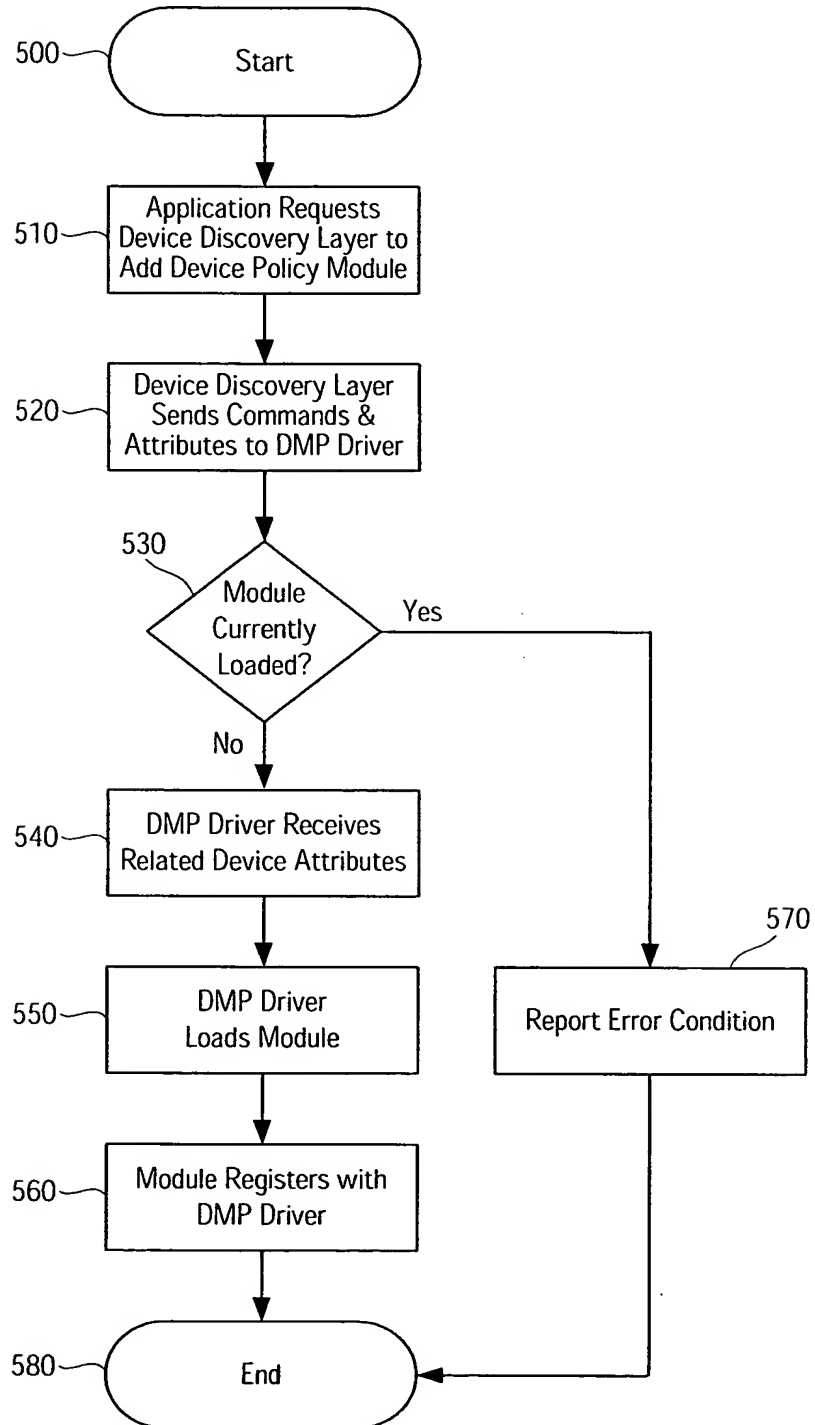 500
Start
510
Application Requests
Device Discovery Layer to
Add Device Policy Module
520
Device Discovery Layer
Sends Commands &
Attributes to DMP Driver
530
Module
Currently
Loaded?
Yes
No
540
DMP Driver Receives
Related Device Attributes
550
DMP Driver
Loads Module
570
Report Error Condition
560
Module Registers with
DMP Driver
580
End